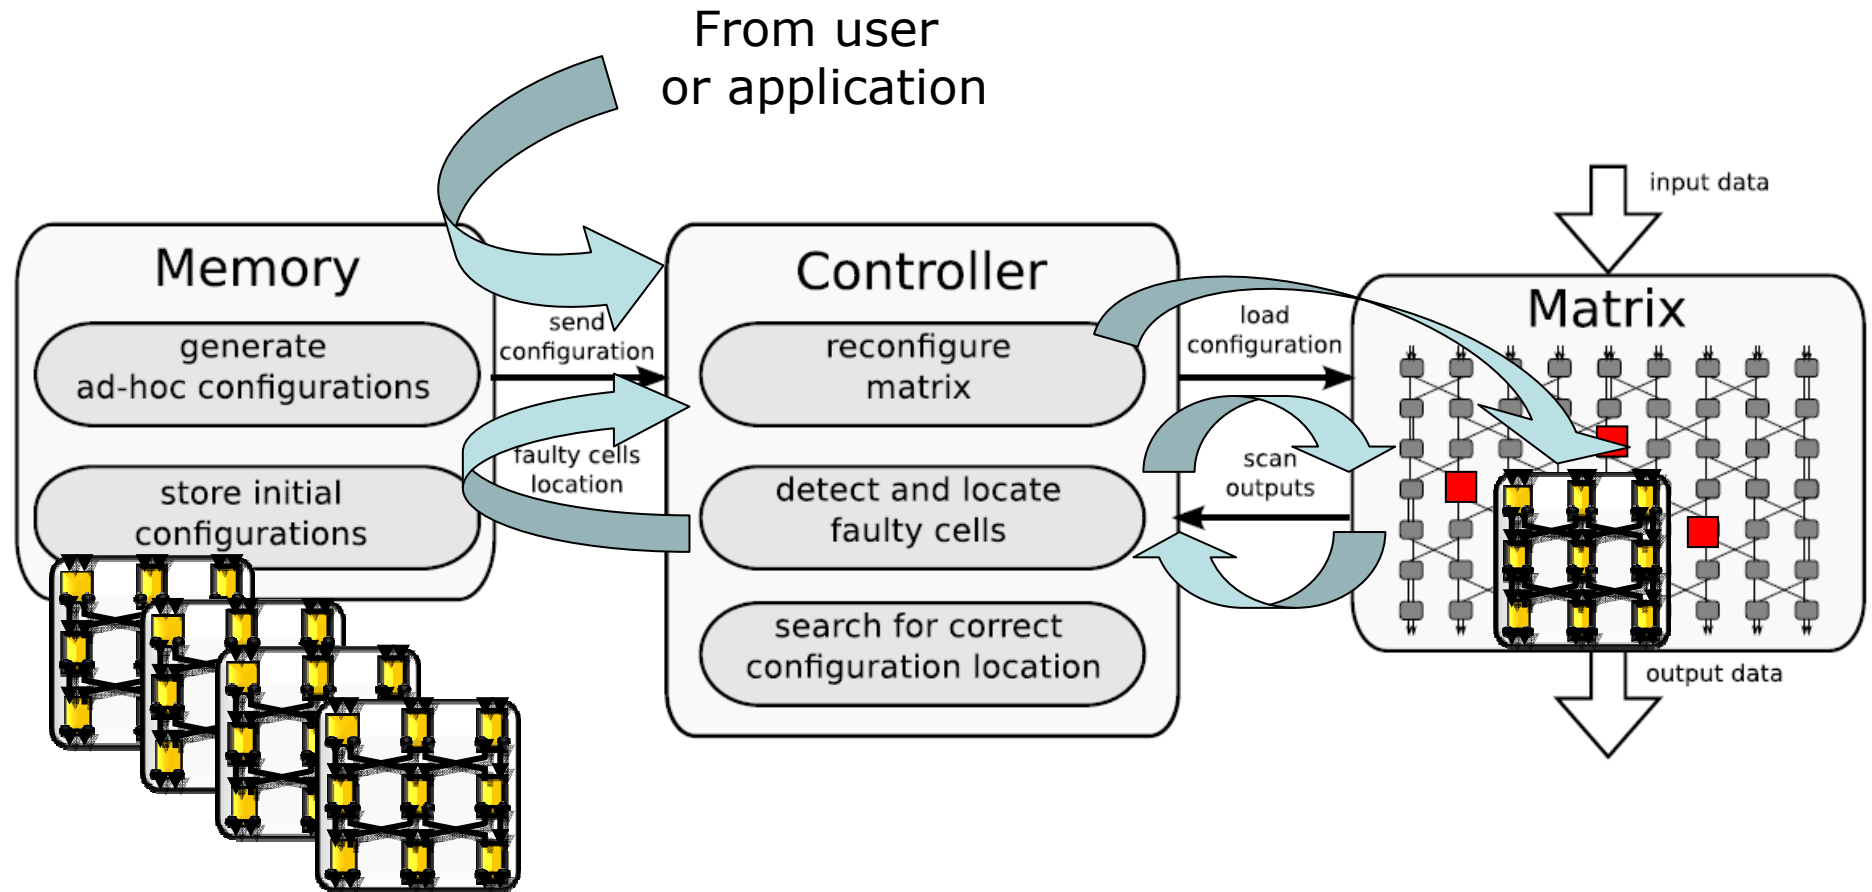 From user
or application
Memory
generate
ad-hoc configurations
store initial
configurations
send
configuration
faulty cells
location
Controller
reconfigure
matrix
detect and locate
faulty cells
search for correct
configuration location
load
configuration
scan
outputs
input data
Matrix
output data